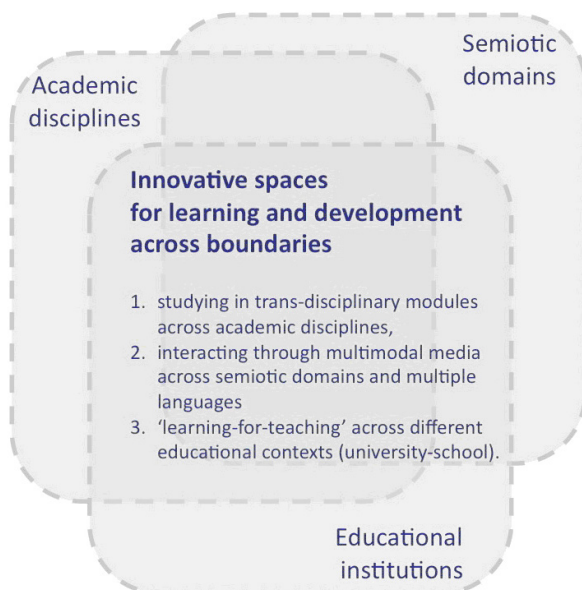 Semiotic
domains
Academic
disciplines
Innovative spaces
for learning and development
across boundaries
1. studying in trans-disciplinary modules
across academic disciplines,
2. interacting through multimodal media
across semiotic domains and multiple
languages
3. ‘learning-for-teaching’ across different
educational contexts (university-school).
Educational
institutions